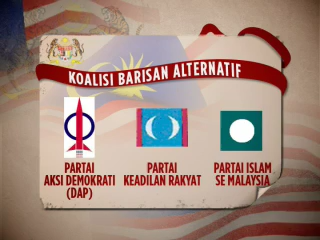 KOALISI BARISAN ALTERNATIF
PARTAI
AKSI DEMOKRATI
(DAP)
PARTAI
KEADILAN RAKYAT
PARTAI ISLAM
SE MALAYSIA